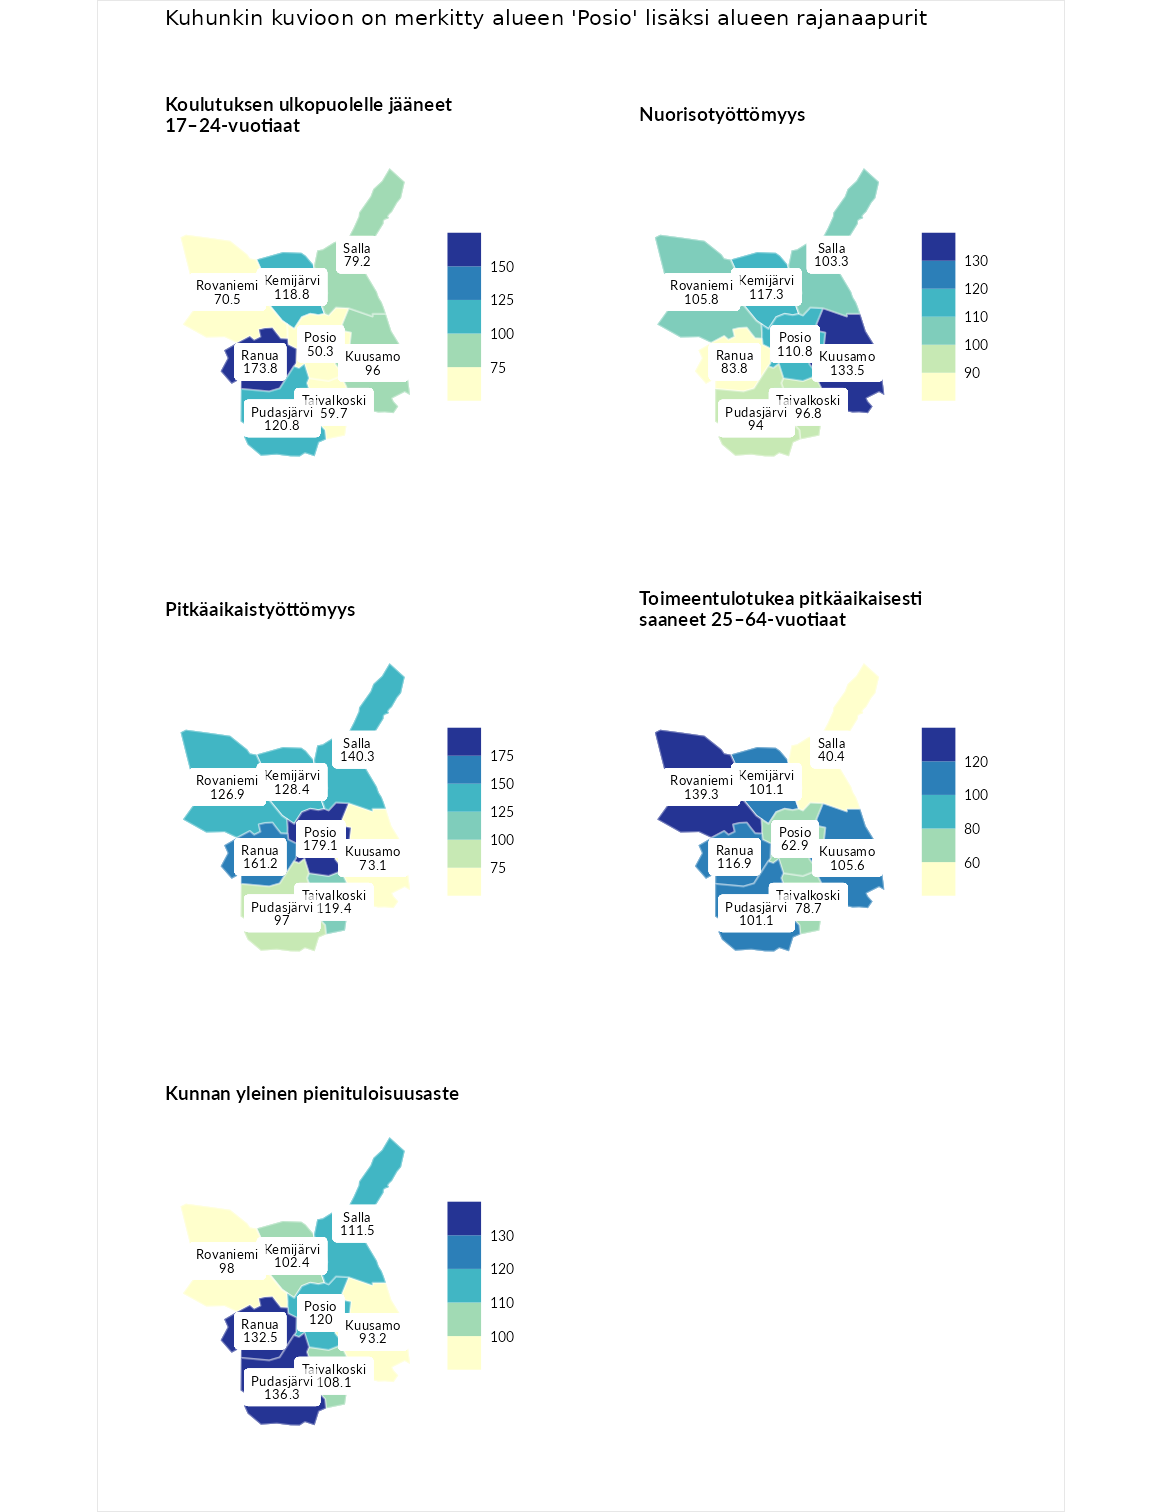 Kuhunkin kuvioon on merkitty alueen 'Posio' lisäksi alueen rajanaapurit
Koulutuksen ulkopuolelle jääneet
17–24-vuotiaat
Salla
79.2
Kemijärvi
118.8
Rovaniemi
70.5
Posio
50.3
Ranua
173.8
Kuusamo
96
Taivalkoski
59.7
Pudasjärvi
120.8
150
125
100
75
Nuorisotyöttömyys
Salla
103.3
Kemijärvi
117.3
Rovaniemi
105.8
Posio
110.8
Ranua
83.8
Kuusamo
133.5
Taivalkoski
96.8
Pudasjärvi
94
130
120
110
100
90
Pitkäaikaistyöttömyys
Salla
140.3
Kemijärvi
128.4
Rovaniemi
126.9
Posio
179.1
Ranua
161.2
Kuusamo
73.1
Taivalkoski
119.4
Pudasjärvi
97
175
150
125
100
75
Toimeentulotukea pitkäaikaisesti
saaneet 25–64-vuotiaat
Salla
40.4
Kemijärvi
101.1
Rovaniemi
139.3
Posio
62.9
Ranua
116.9
Kuusamo
105.6
Taivalkoski
78.7
Pudasjärvi
101.1
120
100
80
60
Kunnan yleinen pienituloisuusaste
Salla
111.5
Kemijärvi
102.4
Rovaniemi
98
Posio
120
Ranua
132.5
Kuusamo
93.2
Taivalkoski
108.1
Pudasjärvi
136.3
130
120
110
100